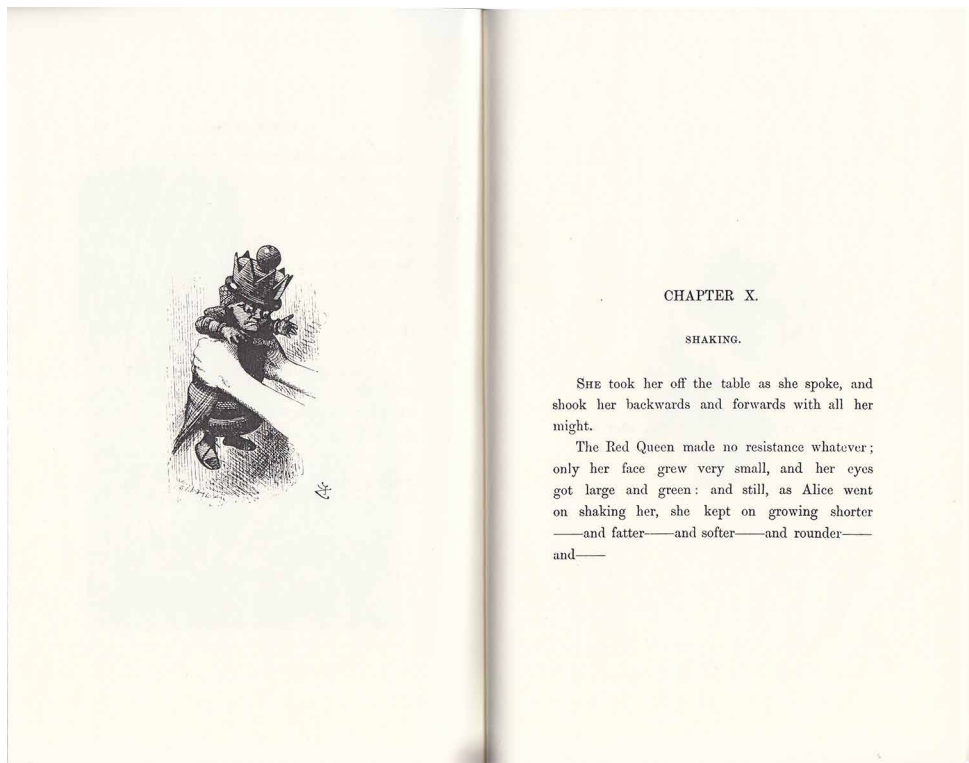 CHAPTER X.
SHAKING.
SHE took her off the table as she spoke, and
shook her backwards and forwards with all her
might.
The Red Queen made no resistance whatever;
only her face grew very small, and her eyes
got large and green: and still, as Alice went
on shaking her, she kept on growing shorter
——and fatter——and softer——and rounder——
and——